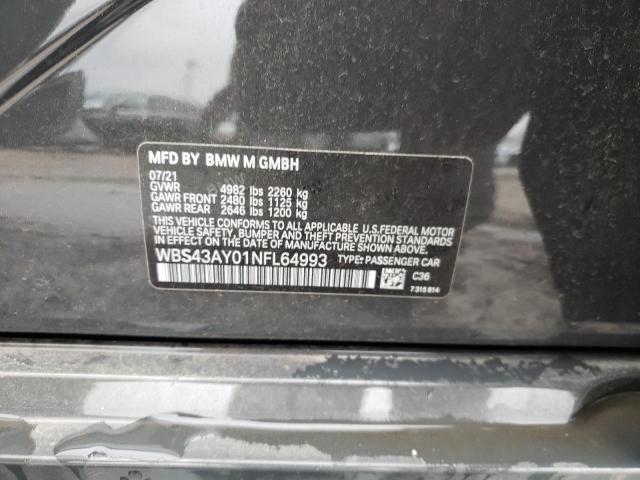 MFD BY BMW M GMBH
07/21
GVWR 4982 lbs 2260 kg
GAWR FRONT 2480 lbs 1125 kg
GAWR REAR 2646 lbs 1200 kg
THIS VEHICLE CONFORMS TO ALL APPLICABLE U.S.FEDERAL MOTOR
VEHICLE SAFETY, BUMPER AND THEFT PREVENTION STANDARDS IN
EFFECT ON THE DATE OF MANUFACTURE SHOWN ABOVE.
WBS43AY01NFL64993 TYPE: PASSENGER CAR
C36
7 315 814